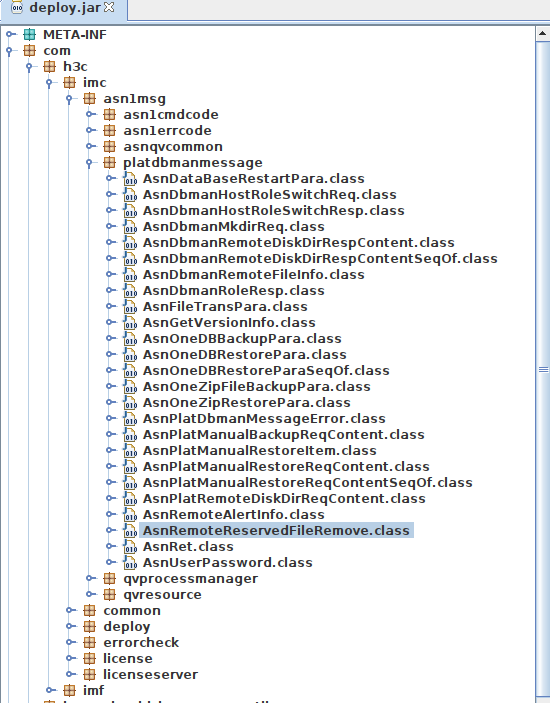 deploy.jar
META-INF
com
h3c
imc
asn1msg
asn1cmdcode
asn1errcode
asnqvcommon
platdbmanmessage
AsnDataBaseRestartPara.class
AsnDbmanHostRoleSwitchReq.class
AsnDbmanHostRoleSwitchResp.class
AsnDbmanMkdirReq.class
AsnDbmanRemoteDiskDirRespContent.class
AsnDbmanRemoteDiskDirRespContentSeqOf.class
AsnDbmanRemoteFileInfo.class
AsnDbmanRoleResp.class
AsnFileTransPara.class
AsnGetVersionInfo.class
AsnOneDBBackupPara.class
AsnOneDBRestorePara.class
AsnOneDBRestoreParaSeqOf.class
AsnOneZipFileBackupPara.class
AsnOneZipRestorePara.class
AsnPlatDbmanMessageError.class
AsnPlatManualBackupReqContent.class
AsnPlatManualRestoreItem.class
AsnPlatManualRestoreReqContent.class
AsnPlatManualRestoreReqContentSeqOf.class
AsnPlatRemoteDiskDirReqContent.class
AsnRemoteAlertInfo.class
AsnRemoteReservedFileRemove.class
AsnRet.class
AsnUserPassword.class
qvprocessmanager
qvresource
common
deploy
errorcheck
license
licenseserver
imf